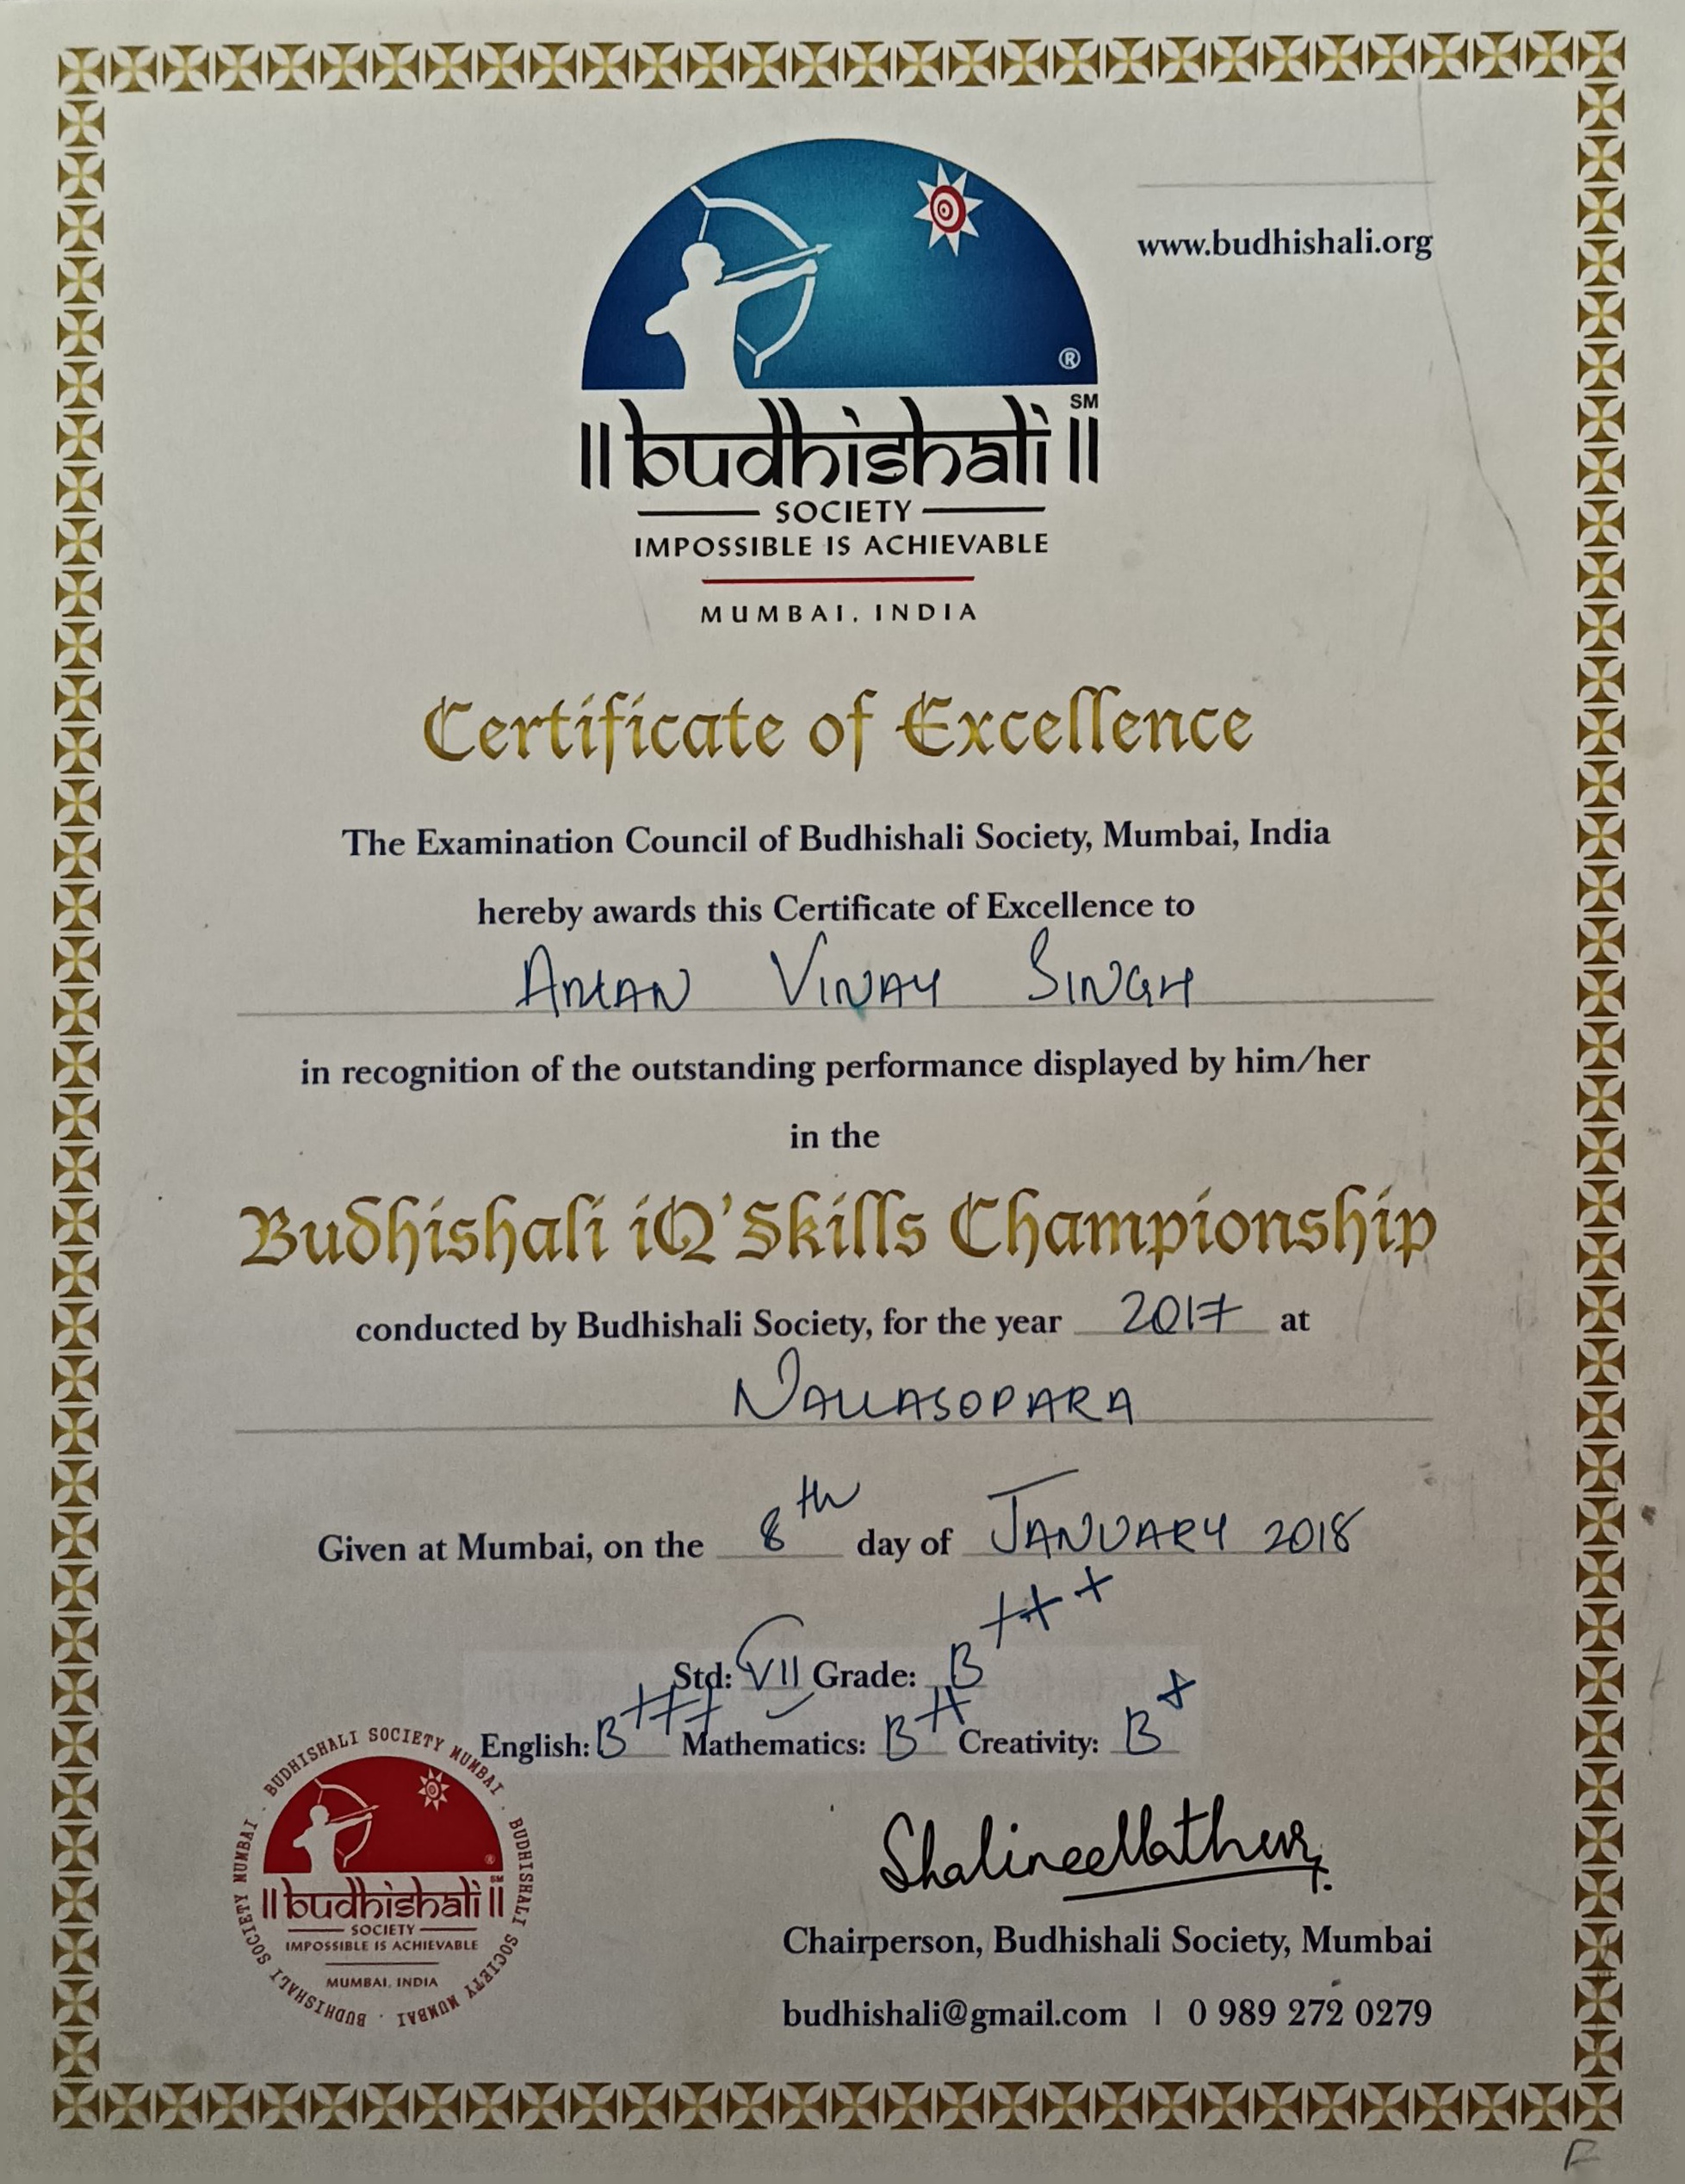 www.budhishali.org
®
SM
||budhishali||
SOCIETY
IMPOSSIBLE IS ACHIEVABLE
MUMBAI, INDIA
Certificate of Excellence
The Examination Council of Budhishali Society, Mumbai, India
hereby awards this Certificate of Excellence to
AMAN VINAY SINGH
in recognition of the outstanding performance displayed by him/her
in the
Budhishali iQ'Skills Championship
conducted by Budhishali Society, for the year 2017 at
NALLASOPARA
Given at Mumbai, on the 8th day of JANUARY 2018
Std: VII Grade: B+++
English: B+++ Mathematics: B++ Creativity: B+
BUDHISHALI SOCIETY MUMBAI . BUDHISHALI SOCIETY MUMBAI . BUDHISHALI SOCIETY MUMBAI .
®
SM
||budhishali||
SOCIETY
IMPOSSIBLE IS ACHIEVABLE
MUMBAI, INDIA
Shalinee Mathur
Chairperson, Budhishali Society, Mumbai
budhishali@gmail.com | 0 989 272 0279